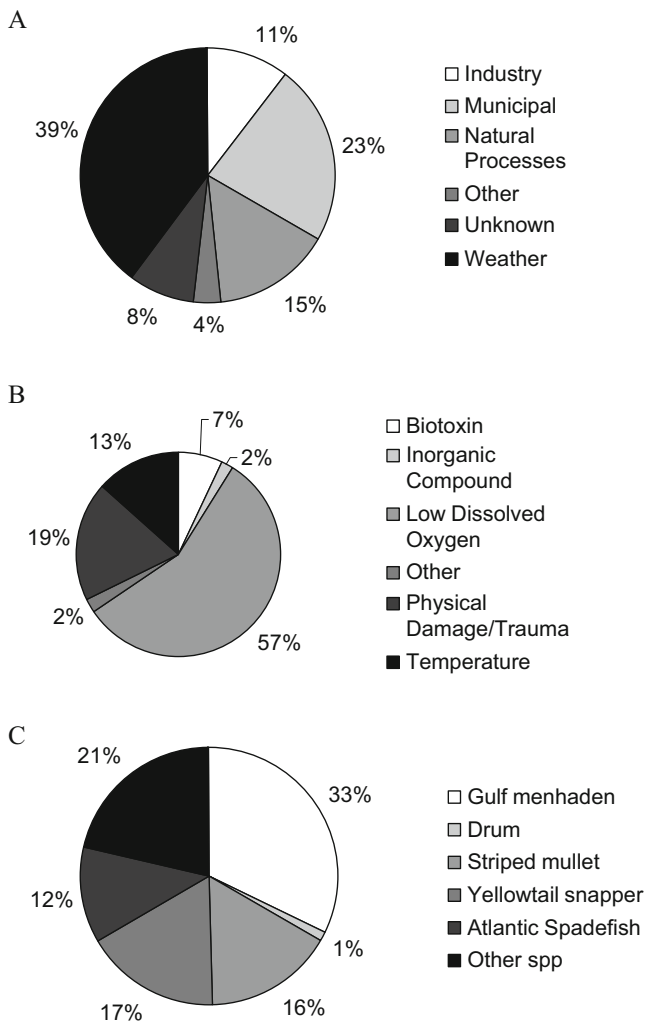 A
11%
23%
15%
4%
8%
39%
Industry
Municipal
Natural
Processes
Other
Unknown
Weather
B
7%
2%
57%
2%
19%
13%
Biotoxin
Inorganic
Compound
Low Dissolved
Oxygen
Other
Physical
Damage/Trauma
Temperature
C
33%
1%
16%
17%
12%
21%
Gulf menhaden
Drum
Striped mullet
Yellowtail snapper
Atlantic Spadefish
Other spp